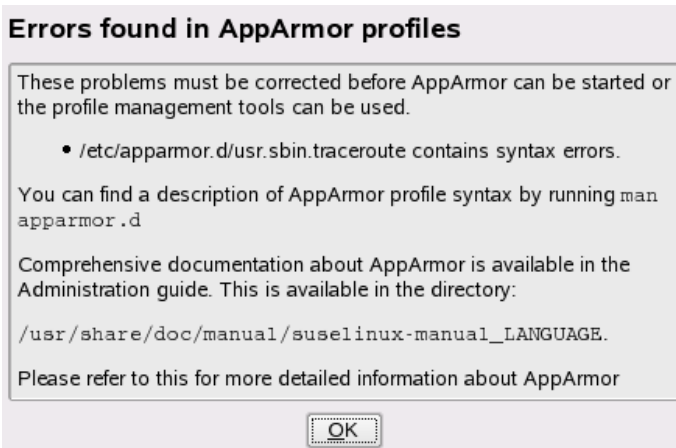 Errors found in AppArmor profiles
These problems must be corrected before AppArmor can be started or
the profile management tools can be used.
• /etc/apparmor.d/usr.sbin.traceroute contains syntax errors.
You can find a description of AppArmor profile syntax by running man
apparmor.d
Comprehensive documentation about AppArmor is available in the
Administration guide. This is available in the directory:
/usr/share/doc/manual/suselinux-manual_LANGUAGE.
Please refer to this for more detailed information about AppArmor
OK